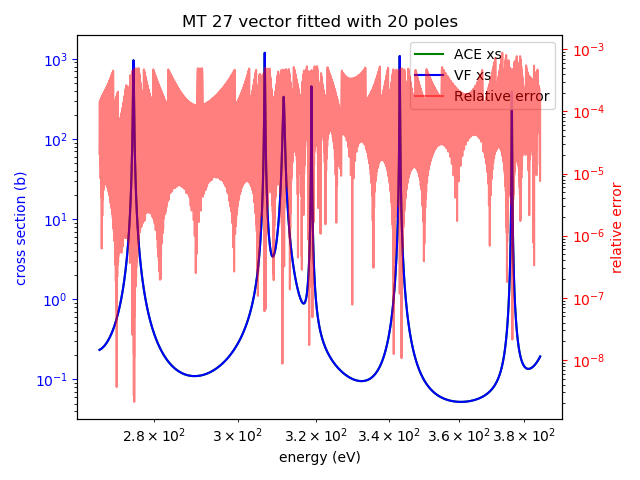 MT 27 vector fitted with 20 poles
ACE xs
VF xs
Relative error
cross section (b)
10³
10²
10¹
10⁰
10⁻¹
10⁻³
10⁻⁴
10⁻⁵
10⁻⁶
10⁻⁷
10⁻⁸
relative error
2.8 × 10² 3 × 10² 3.2 × 10² 3.4 × 10² 3.6 × 10² 3.8 × 10²
energy (eV)